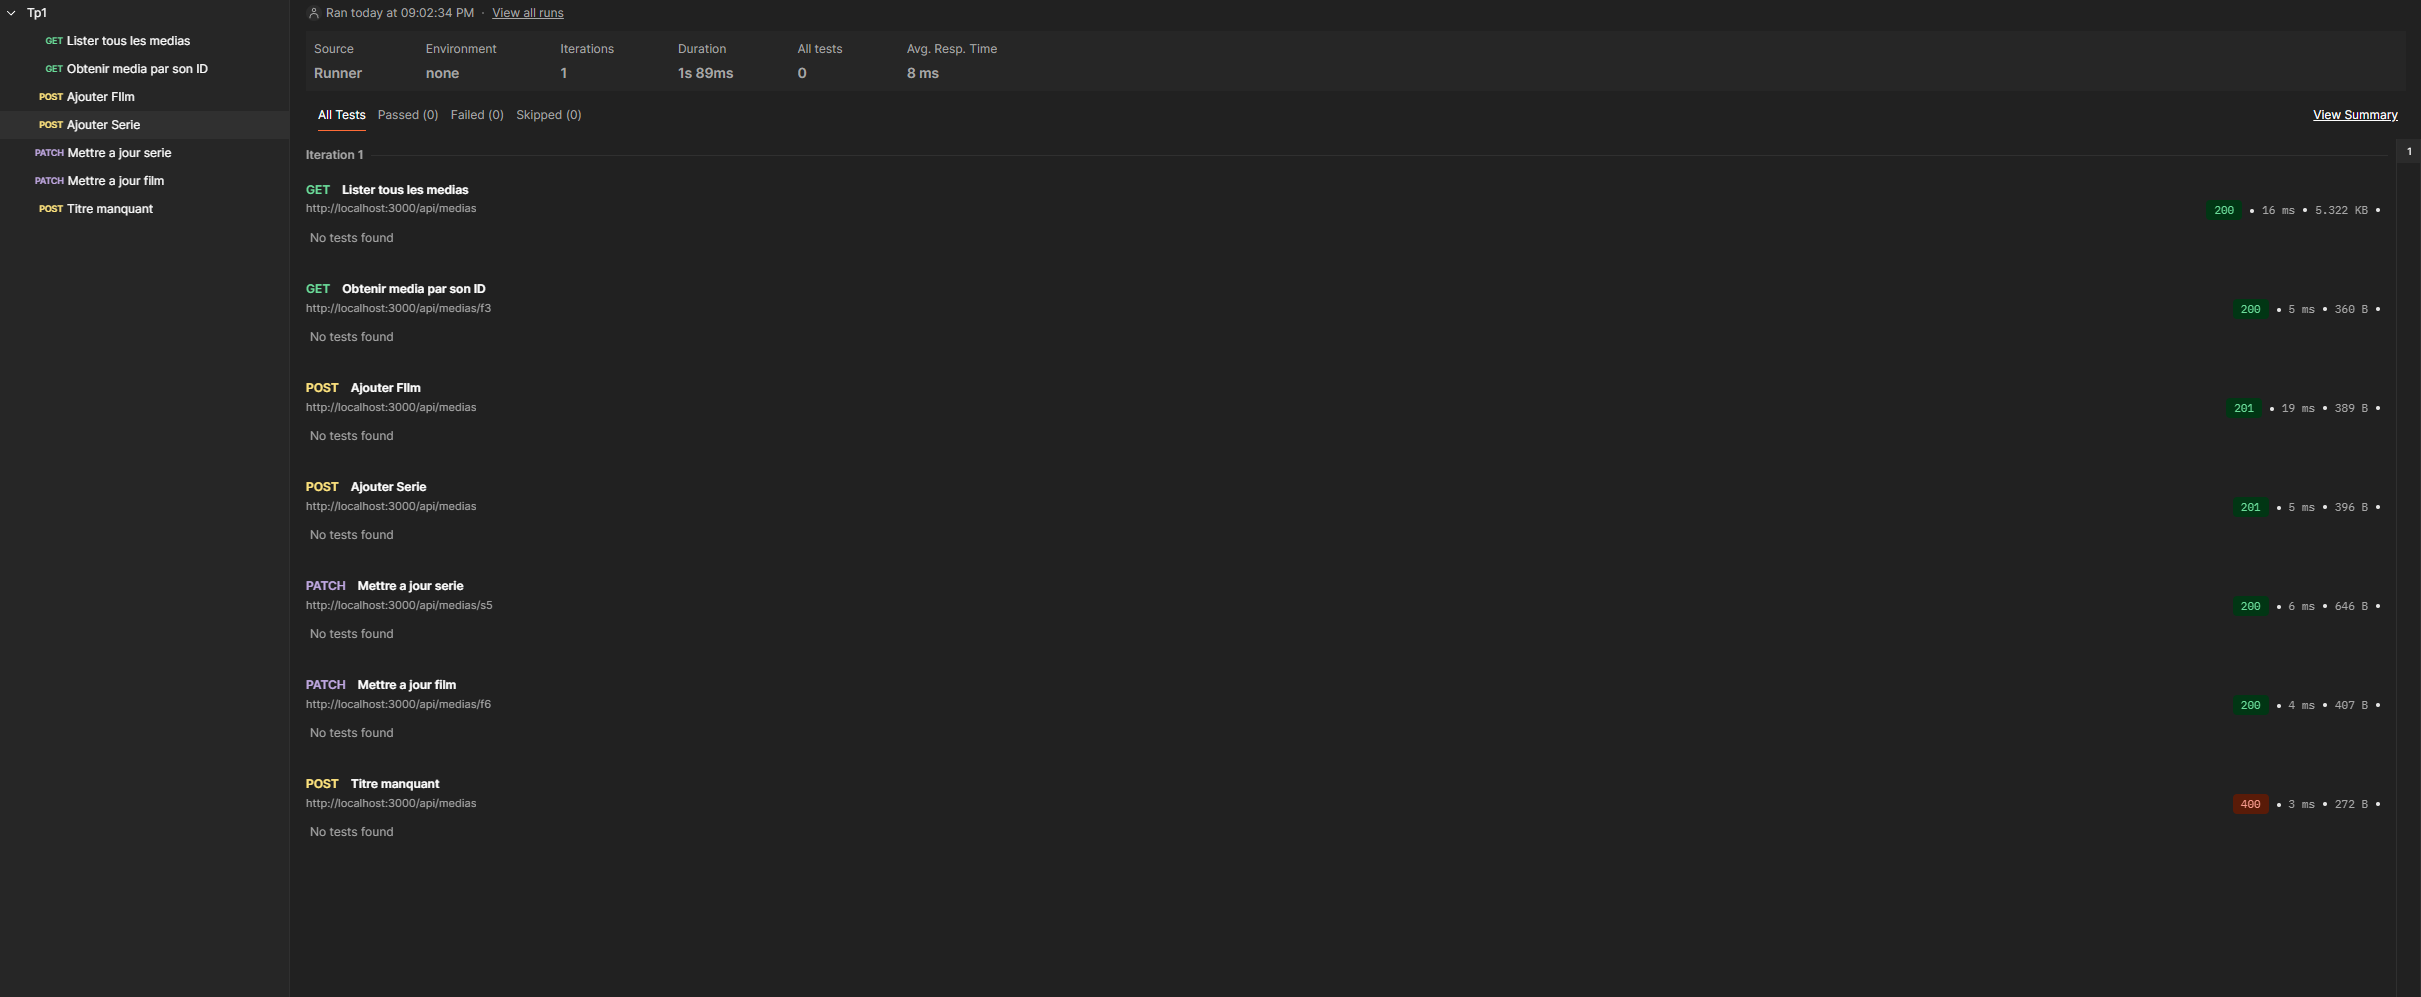 Tp1
GET Lister tous les medias
GET Obtenir media par son ID
POST Ajouter FIlm
POST Ajouter Serie
PATCH Mettre a jour serie
PATCH Mettre a jour film
POST Titre manquant
Ran today at 09:02:34 PM · View all runs
Source Environment Iterations Duration All tests Avg. Resp. Time
Runner none 1 1s 89ms 0 8 ms
All Tests Passed (0) Failed (0) Skipped (0) View Summary
Iteration 1
1
GET Lister tous les medias
http://localhost:3000/api/medias
200 • 16 ms • 5.322 KB •
No tests found
GET Obtenir media par son ID
http://localhost:3000/api/medias/f3
200 • 5 ms • 360 B •
No tests found
POST Ajouter FIlm
http://localhost:3000/api/medias
201 • 19 ms • 389 B •
No tests found
POST Ajouter Serie
http://localhost:3000/api/medias
201 • 5 ms • 396 B •
No tests found
PATCH Mettre a jour serie
http://localhost:3000/api/medias/s5
200 • 6 ms • 646 B •
No tests found
PATCH Mettre a jour film
http://localhost:3000/api/medias/f6
200 • 4 ms • 407 B •
No tests found
POST Titre manquant
http://localhost:3000/api/medias
400 • 3 ms • 272 B •
No tests found